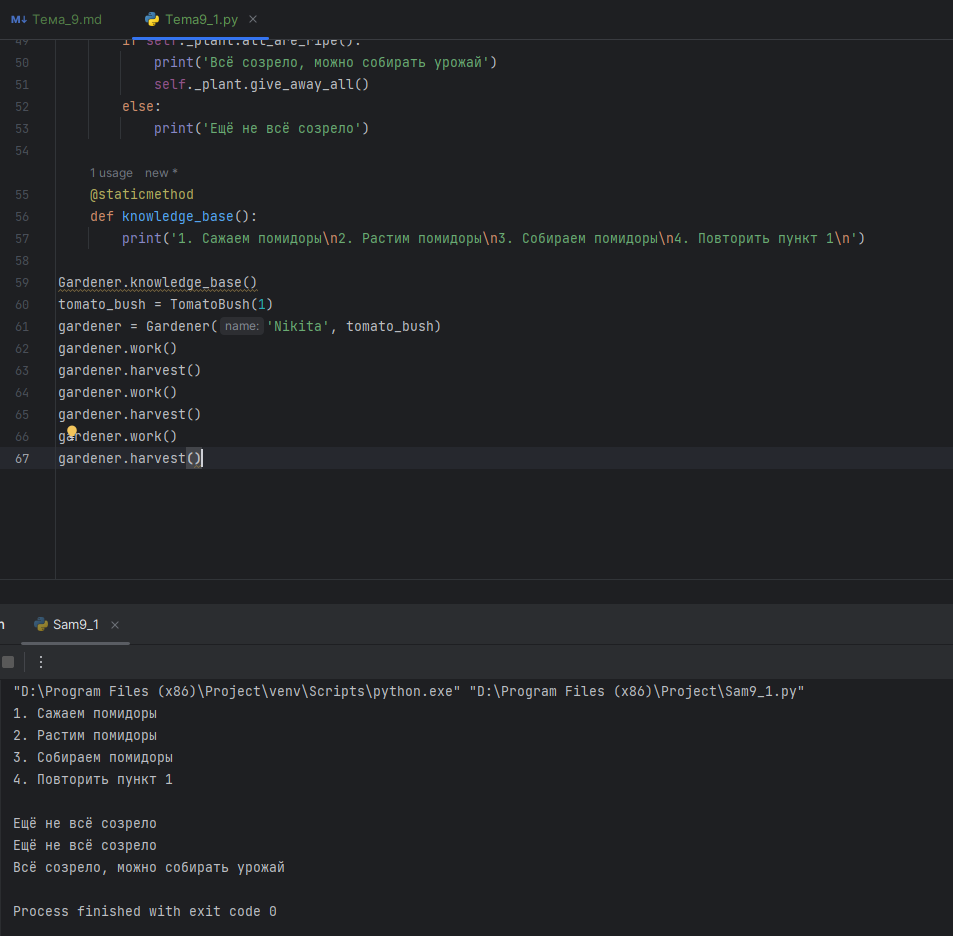 M↓ Тема_9.md Tema9_1.py ×
49 if self._plant.all_are_ripe():
50 print('Всё созрело, можно собирать урожай')
51 self._plant.give_away_all()
52 else:
53 print('Ещё не всё созрело')
54
1 usage new *
55 @staticmethod
56 def knowledge_base():
57 print('1. Сажаем помидоры\n2. Растим помидоры\n3. Собираем помидоры\n4. Повторить пункт 1\n')
58
59 Gardener.knowledge_base()
60 tomato_bush = TomatoBush(1)
61 gardener = Gardener( name: 'Nikita', tomato_bush)
62 gardener.work()
63 gardener.harvest()
64 gardener.work()
65 gardener.harvest()
66 gardener.work()
67 gardener.harvest()
n Sam9_1 ×
"D:\Program Files (x86)\Project\venv\Scripts\python.exe" "D:\Program Files (x86)\Project\Sam9_1.py"
1. Сажаем помидоры
2. Растим помидоры
3. Собираем помидоры
4. Повторить пункт 1
Ещё не всё созрело
Ещё не всё созрело
Всё созрело, можно собирать урожай
Process finished with exit code 0